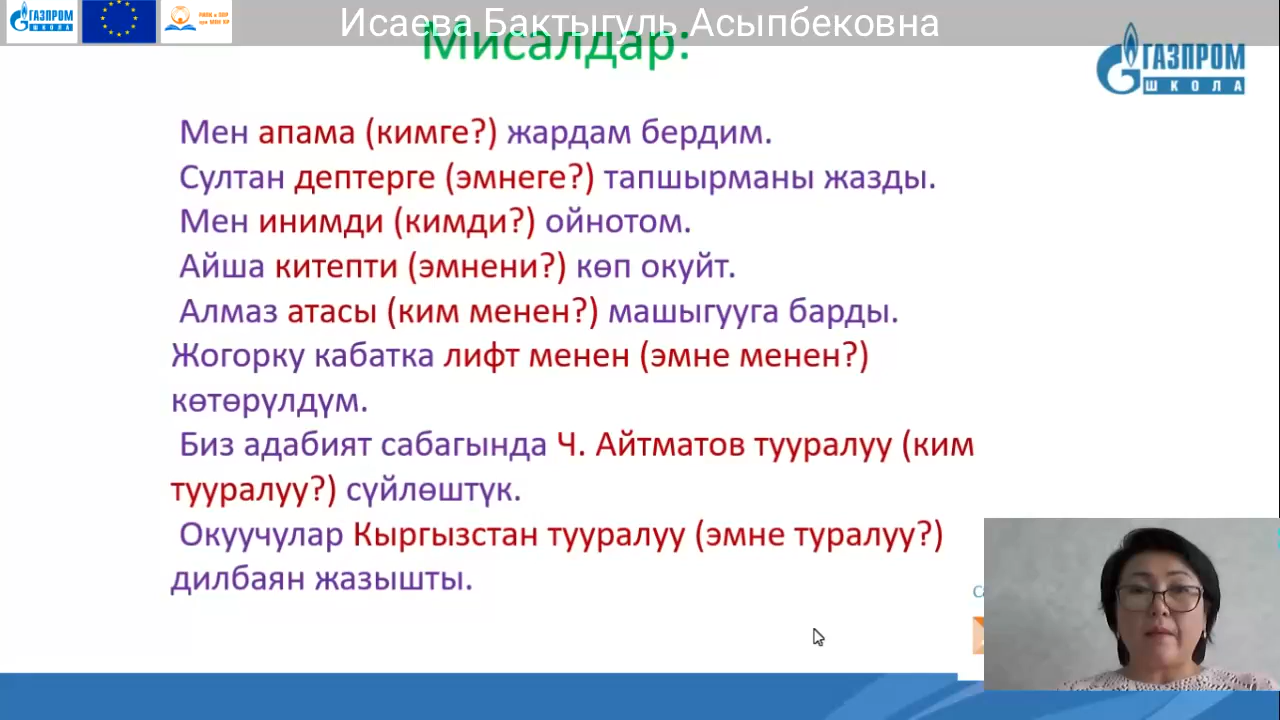 ГАЗПРОМ
ШКОЛА
Исаева Бактыгуль Асыпбековна
Мисалдар:
ГАЗПРОМ
ШКОЛА
Мен апама (кимге?) жардам бердим.
Султан дептерге (эмнеге?) тапшырманы жазды.
Мен инимди (кимди?) ойнотом.
Айша китепти (эмнени?) көп окуйт.
Алмаз атасы (ким менен?) машыгууга барды.
Жогорку кабатка лифт менен (эмне менен?)
көтөрүлдүм.
Биз адабият сабагында Ч. Айтматов тууралуу (ким
тууралуу?) сүйлөштүк.
Окуучулар Кыргызстан тууралуу (эмне туралуу?)
дилбаян жазышты.